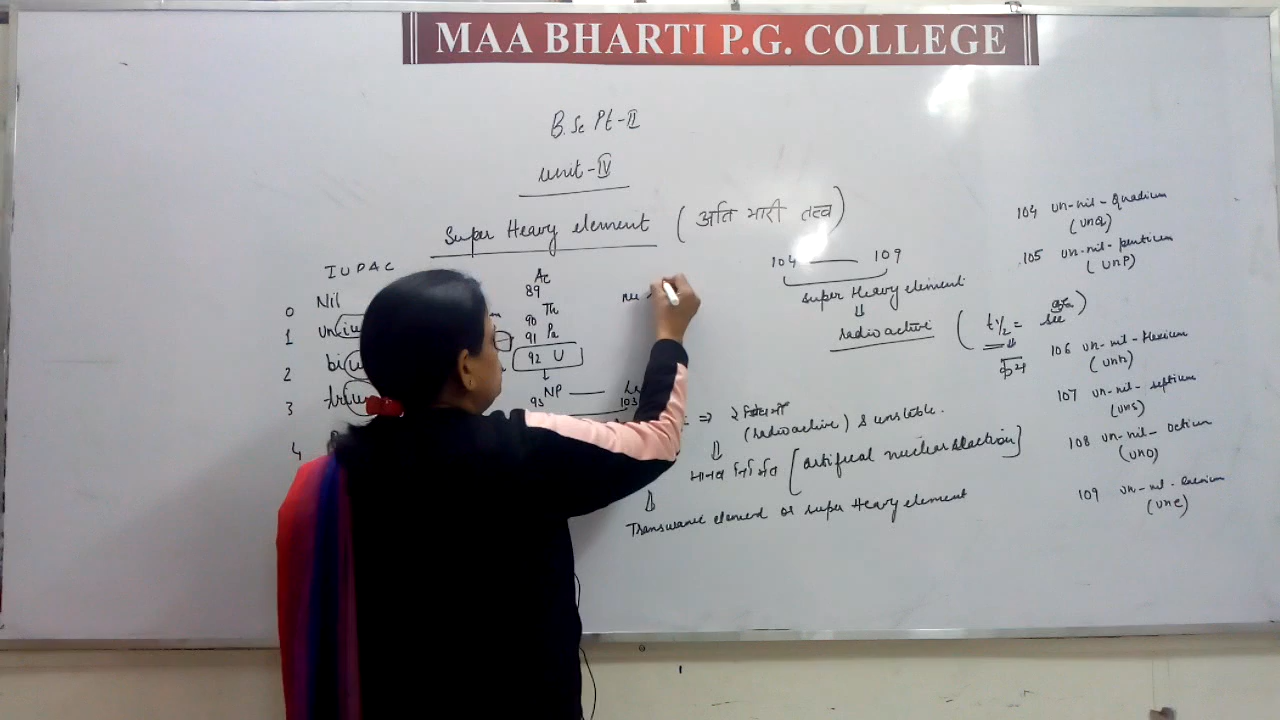 MAA BHARTI P.G. COLLEGE
B.Sc Pt-II
Unit-IV
Super Heavy element (अति भारी तत्व)
IUPAC
0 Nil
1
2
3
4
Ac
89
Th
90
91 Pa
92 U
NP —— Lr
93 103
104 —— 109
super Heavy element
⇓
radioactive ( t½ =
⇓
कम
⇒
(radioactive) & unstable.
⇓
मानव निर्मित [artifical nuclear reaction]
⇓
Transuranic element or super Heavy element
104 un-nil-quadium
(unq)
105 un-nil-pentium
(unP)
106 un-nil-hexium
(unh)
107 un-nil-septium
(uns)
108 un-nil-octium
(uno)
109 un-nil-
(une)